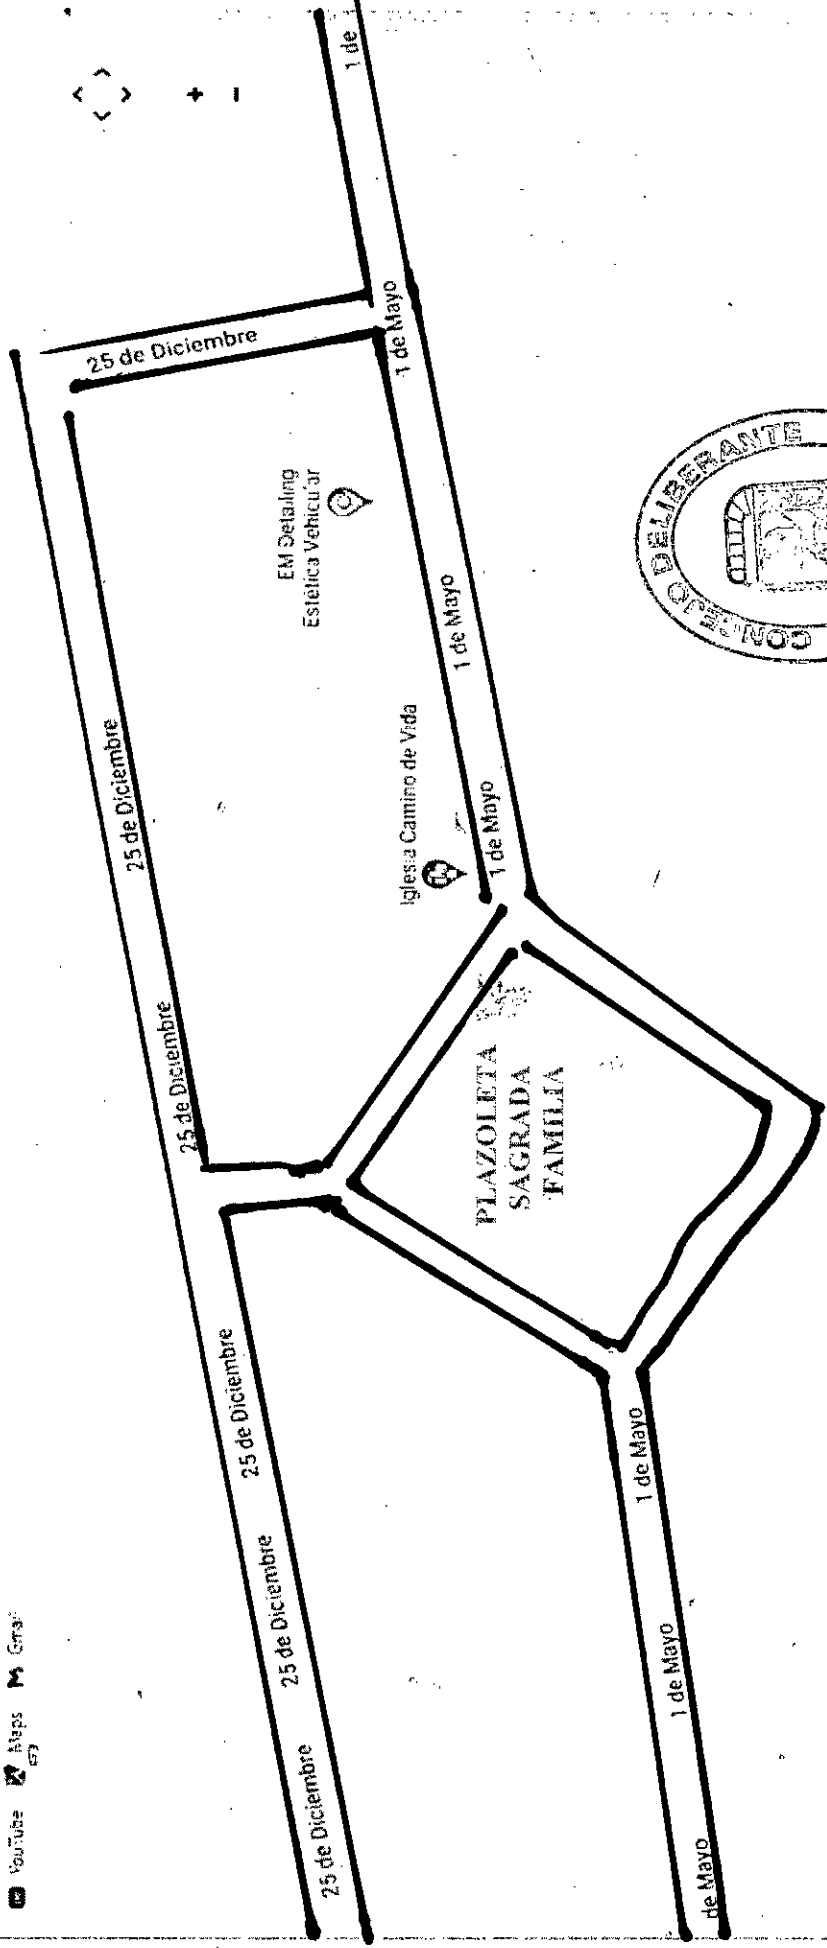 YouTube Maps Gmail
25 de Diciembre
25 de Diciembre
25 de Diciembre
25 de Diciembre
25 de Diciembre
25 de Diciembre
EM Detailing
Estética Vehicular
Iglesia Camino de Vida
1 de Mayo
1 de Mayo
1 de Mayo
1 de
PLAZOLETA
SAGRADA
FAMILIA
de Mayo
1 de Mayo
1 de Mayo
CONCEJO DELIBERANTE